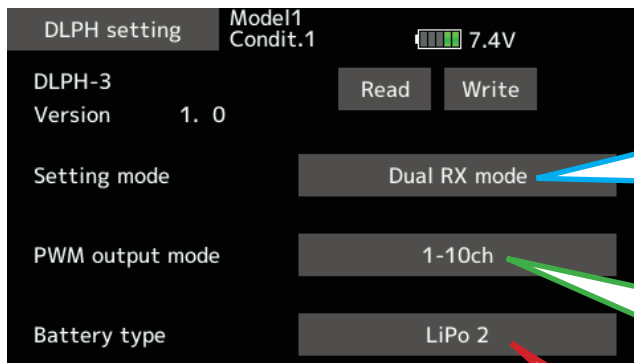 DLPH setting
Model1
Condit.1
7.4V
DLPH-3
Read Write
Version 1. 0
Setting mode Dual RX mode
PWM output mode 1-10ch
Battery type LiPo 2